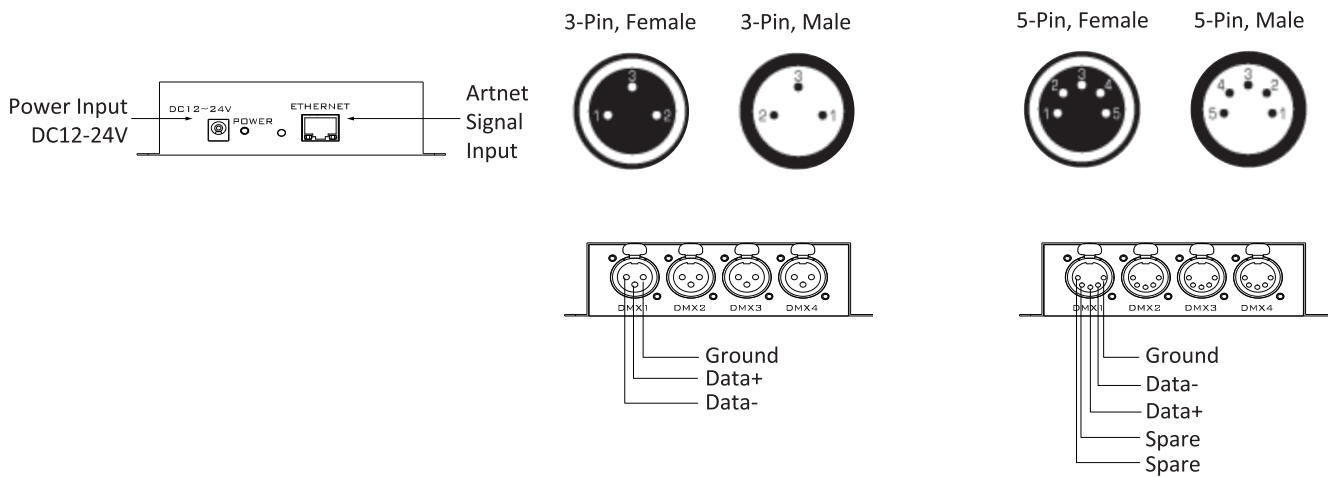 3-Pin, Female
3-Pin, Male
5-Pin, Female
5-Pin, Male
Power Input
DC12-24V
DC12~24V
POWER
ETHERNET
Artnet
Signal
Input
3
1 2
3
2 1
3
2 4
1 5
3
4 2
5 1
DMX1 DMX2 DMX3 DMX4
Ground
Data+
Data-
DMX1 DMX2 DMX3 DMX4
Ground
Data-
Data+
Spare
Spare